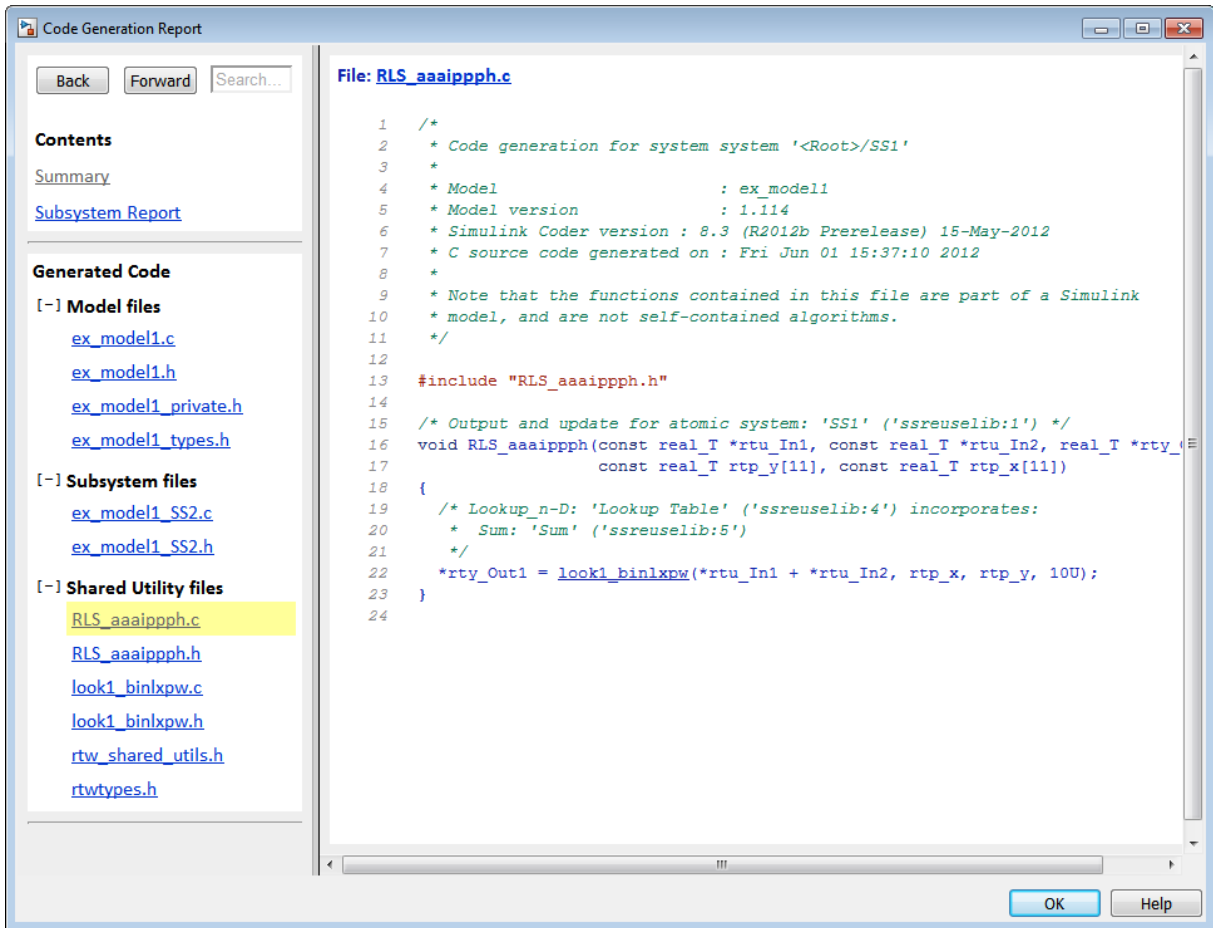 Code Generation Report
Back Forward Search...
Contents
Summary
Subsystem Report
Generated Code
[-] Model files
ex_model1.c
ex_model1.h
ex_model1_private.h
ex_model1_types.h
[-] Subsystem files
ex_model1_SS2.c
ex_model1_SS2.h
[-] Shared Utility files
RLS_aaaippph.c
RLS_aaaippph.h
look1_binlxpw.c
look1_binlxpw.h
rtw_shared_utils.h
rtwtypes.h
File: RLS_aaaippph.c
1 /*
2 * Code generation for system system '<Root>/SS1'
3 *
4 * Model : ex_model1
5 * Model version : 1.114
6 * Simulink Coder version : 8.3 (R2012b Prerelease) 15-May-2012
7 * C source code generated on : Fri Jun 01 15:37:10 2012
8 *
9 * Note that the functions contained in this file are part of a Simulink
10 * model, and are not self-contained algorithms.
11 */
12
13 #include "RLS_aaaippph.h"
14
15 /* Output and update for atomic system: 'SS1' ('ssreuselib:1') */
16 void RLS_aaaippph(const real_T *rtu_In1, const real_T *rtu_In2, real_T *rty_
17 const real_T rtp_y[11], const real_T rtp_x[11])
18 {
19 /* Lookup_n-D: 'Lookup Table' ('ssreuselib:4') incorporates:
20 * Sum: 'Sum' ('ssreuselib:5')
21 */
22 *rty_Out1 = look1_binlxpw(*rtu_In1 + *rtu_In2, rtp_x, rtp_y, 10U);
23 }
24
OK Help